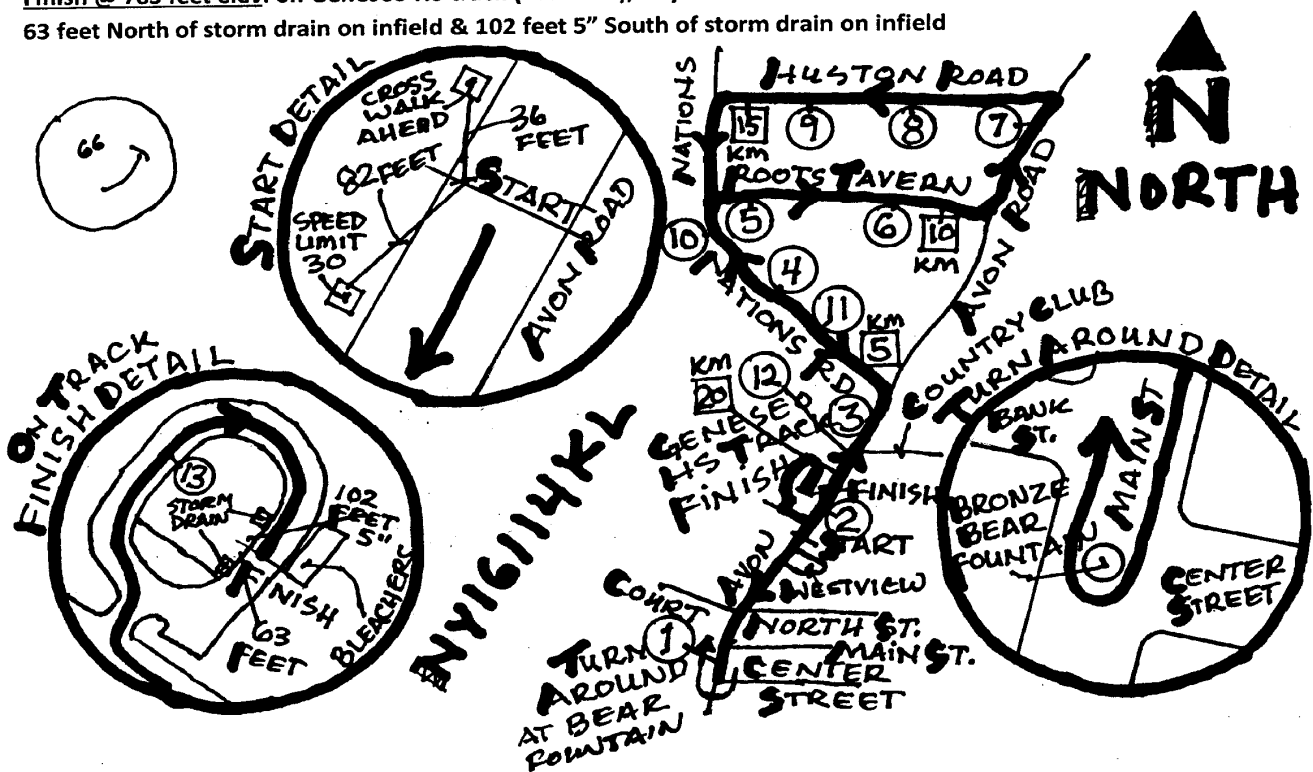 63 feet North of storm drain on infield & 102 feet 5” South of storm drain on infield
66
START DETAIL
CROSS
WALK
AHEAD
36
FEET
82 FEET
START
SPEED
LIMIT
30
AVON ROAD
NATIONS
HUSTON ROAD
15
KM
9
8
7
ROOTS TAVERN
5
6
10
KM
AVON ROAD
10
4
NATIONS RD
11
KM
5
N
NORTH
ON TRACK
FINISH DETAIL
13
STORM
DRAIN
102
FEET
5"
FINISH
63
FEET
BLEACHERS
NY16114KL
KM
20
12
3
GENESEO
HS TRACK
FINISH
COUNTRY CLUB
FINISH
2
START
AVON
WESTVIEW
COURT
NORTH ST.
1
MAIN ST.
CENTER
STREET
TURN
AROUND
AT BEAR
FOUNTAIN
TURN AROUND DETAIL
BANK
ST.
MAIN ST
BRONZE
BEAR
FOUNTAIN
CENTER
STREET